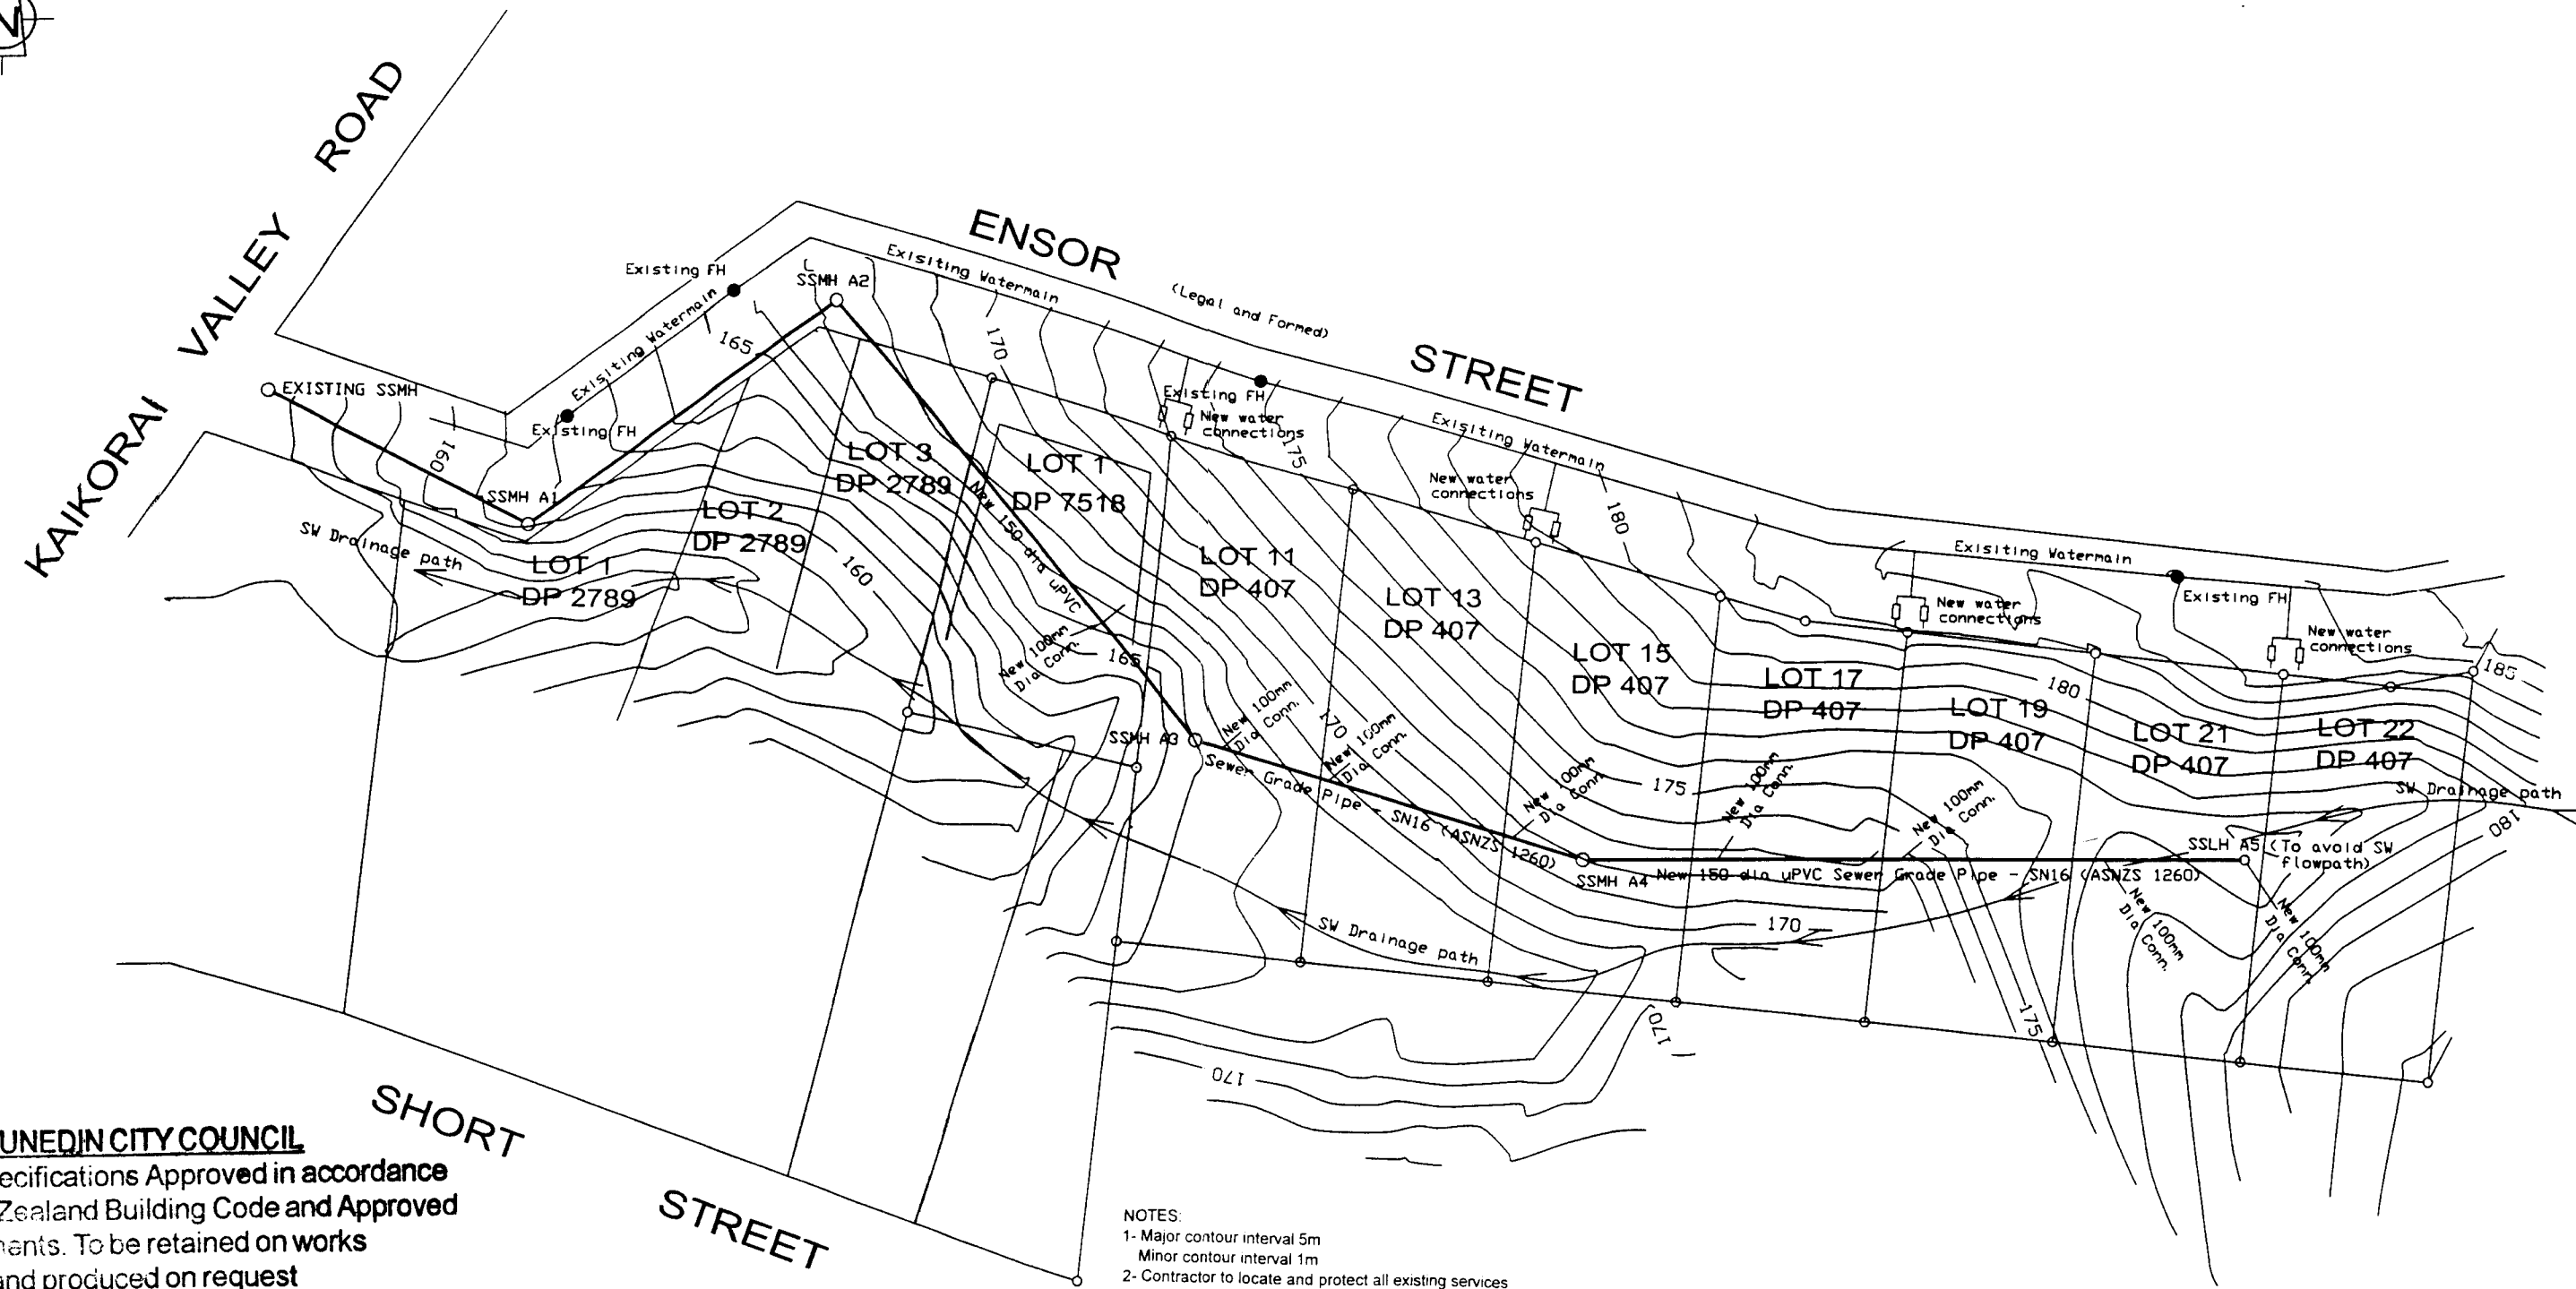 N
KAIKORAI VALLEY ROAD
ENSOR STREET
(Legal and Formed)
SHORT STREET
Existing FH
Exisiting Watermain
Existing FH
SSMH A2
Exisiting Watermain
165
170
EXISTING SSMH
160
SSMH A1
SW Drainage path
LOT 1
DP 2789
LOT 2
DP 2789
LOT 3
DP 2789
160
LOT 1
DP 7518
New 150 dia uPVC
Existing FH
New water
connections
175
Exisiting Watermain
New water
connections
180
LOT 11
DP 407
LOT 13
DP 407
LOT 15
DP 407
LOT 17
DP 407
LOT 19
DP 407
LOT 21
DP 407
LOT 22
DP 407
Exisiting Watermain
Existing FH
New water
connections
New water
connections
185
180
New 100mm
Dia Conn.
165
SSMH A3
New 100mm
Dia Conn.
170
New 100mm
Dia Conn.
Sewer Grade Pipe - SN16 (ASNZS 1260)
New 100mm
Dia Conn.
175
New 100mm
Dia Conn.
New 100mm
Dia Conn.
SW Drainage path
180
SSLH A5 (To avoid SW
flowpath)
SSMH A4
New 150 dia uPVC Sewer Grade Pipe - SN16 (ASNZS 1260)
New 100mm
Dia Conn.
New 100mm
Dia Conn.
170
SW Drainage path
175
170
170
UNEDIN CITY COUNCIL
ecifications Approved in accordance
Zealand Building Code and Approved
ents. To be retained on works
and produced on request
NOTES:
1- Major contour interval 5m
Minor contour interval 1m
2- Contractor to locate and protect all existing services